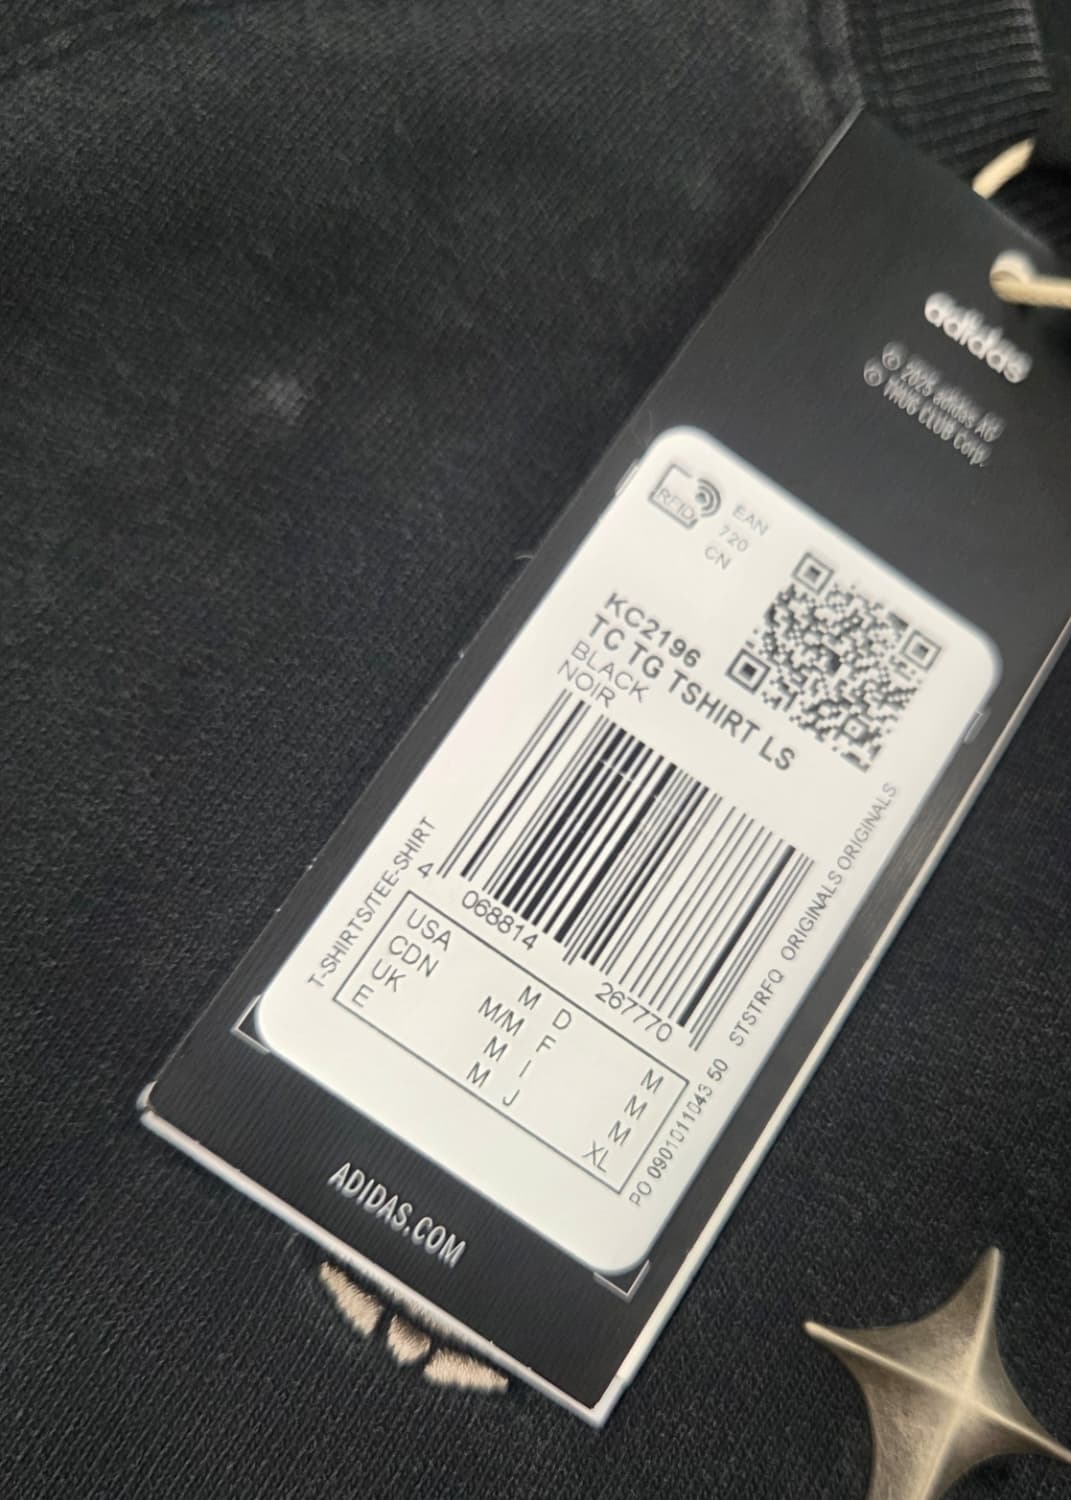 adidas
© 2025 adidas AG
© THUG CLUB Corp.
RFID
EAN
720
CN
KC2196
TC TG TSHIRT LS
BLACK
NOIR
4 068814 267770
T-SHIRTS/TEE-SHIRT
USA M D M
CDN M/M F M
UK M I M
E M J XL
PO 0901011043 50 STSTRFQ ORIGINALS ORIGINALS
ADIDAS.COM